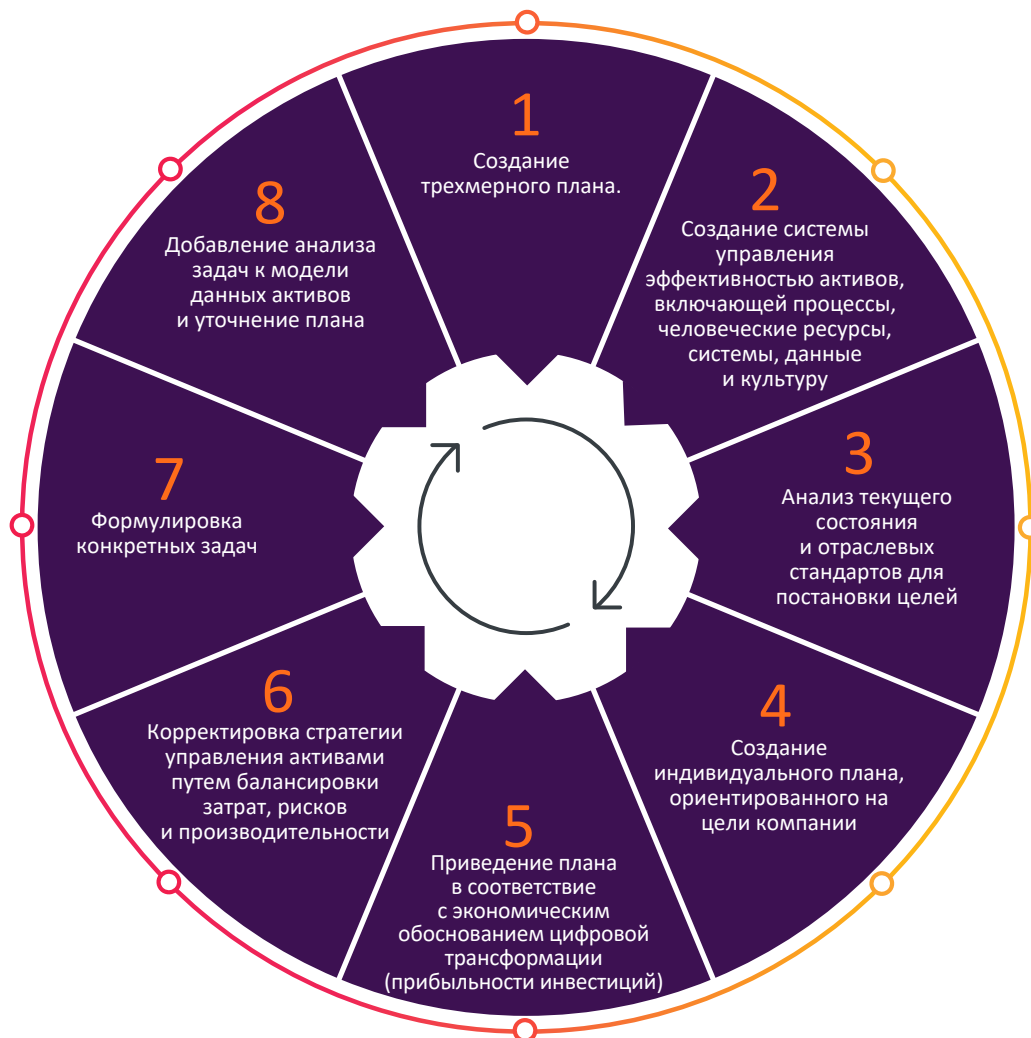 1
Создание
трехмерного плана.
2
Создание системы
управления
эффективностью активов,
включающей процессы,
человеческие ресурсы,
системы, данные
и культуру
3
Анализ текущего
состояния
и отраслевых
стандартов для
постановки целей
4
Создание
индивидуального плана,
ориентированного на
цели компании
5
Приведение плана
в соответствие
с экономическим
обоснованием цифровой
трансформации
(прибыльности инвестиций)
6
Корректировка стратегии
управления активами
путем балансировки
затрат, рисков
и производительности
7
Формулировка
конкретных задач
8
Добавление анализа
задач к модели
данных активов
и уточнение плана